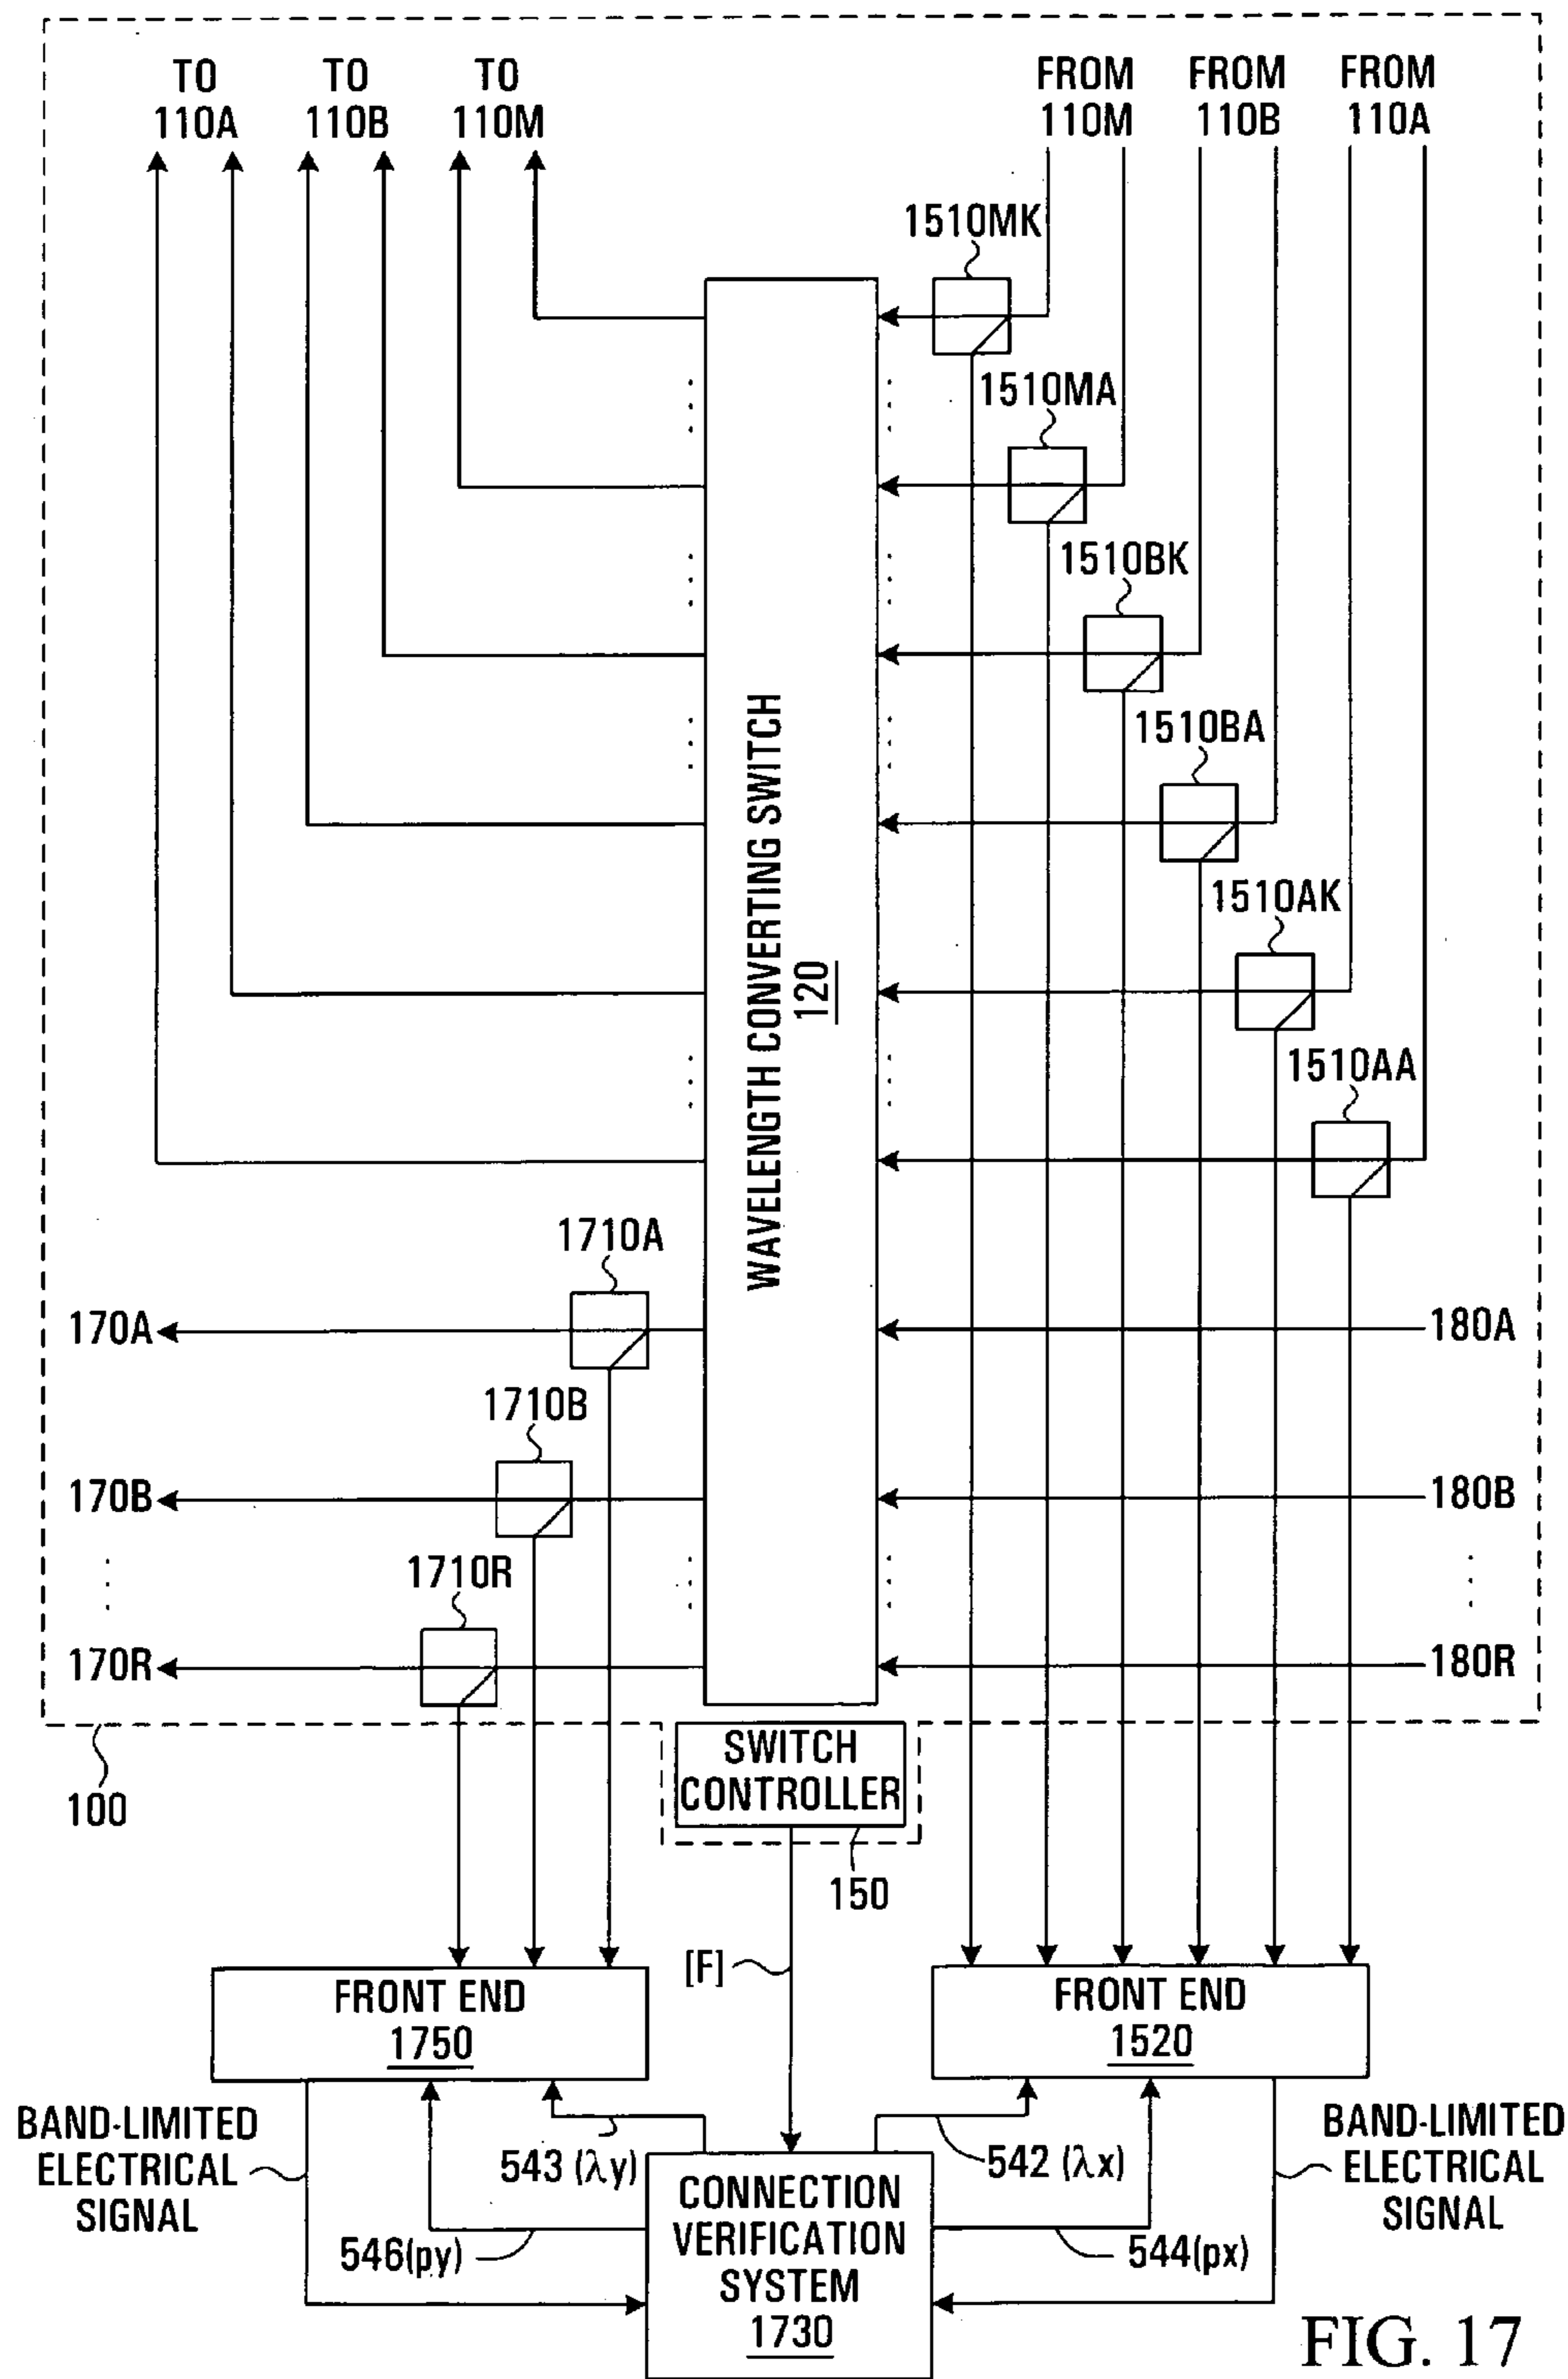 TO 110A
TO 110B
TO 110M
FROM 110M
FROM 110B
FROM 110A
1510MK
1510MA
1510BK
1510BA
1510AK
1510AA
WAVELENGTH CONVERTING SWITCH
120
1710A
170A
180A
1710B
170B
180B
1710R
170R
180R
100
SWITCH
CONTROLLER
150
[F]
FRONT END
1750
FRONT END
1520
BAND-LIMITED
ELECTRICAL
SIGNAL
543 (λy)
542 (λx)
BAND-LIMITED
ELECTRICAL
SIGNAL
546(py)
CONNECTION
VERIFICATION
SYSTEM
1730
544(px)
FIG. 17